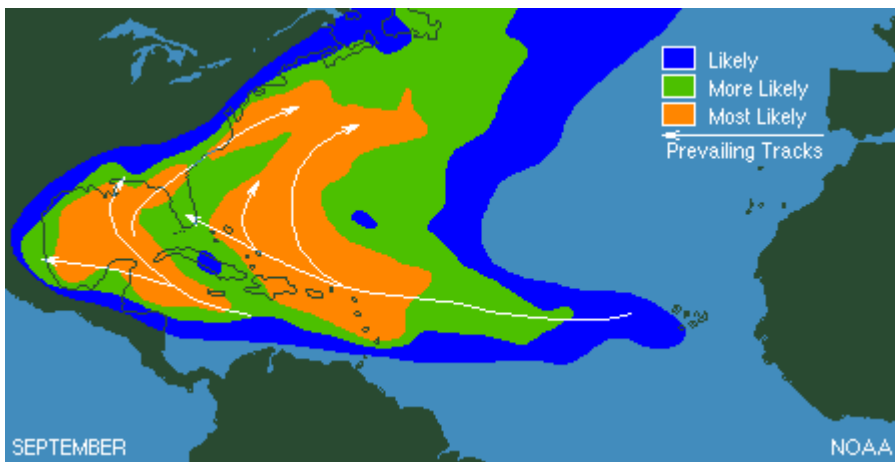 Likely
More Likely
Most Likely
Prevailing Tracks
SEPTEMBER
NOAA